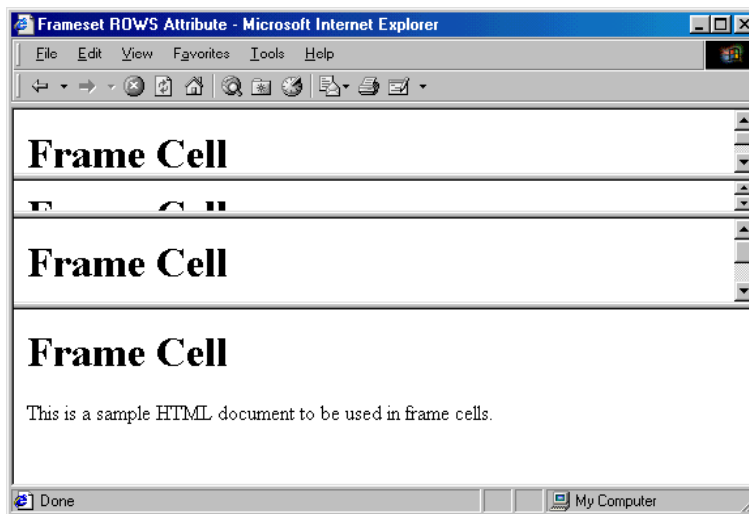 Frameset ROWS Attribute - Microsoft Internet Explorer
File Edit View Favorites Tools Help
Frame Cell
Frame Cell
Frame Cell
This is a sample HTML document to be used in frame cells.
Done My Computer